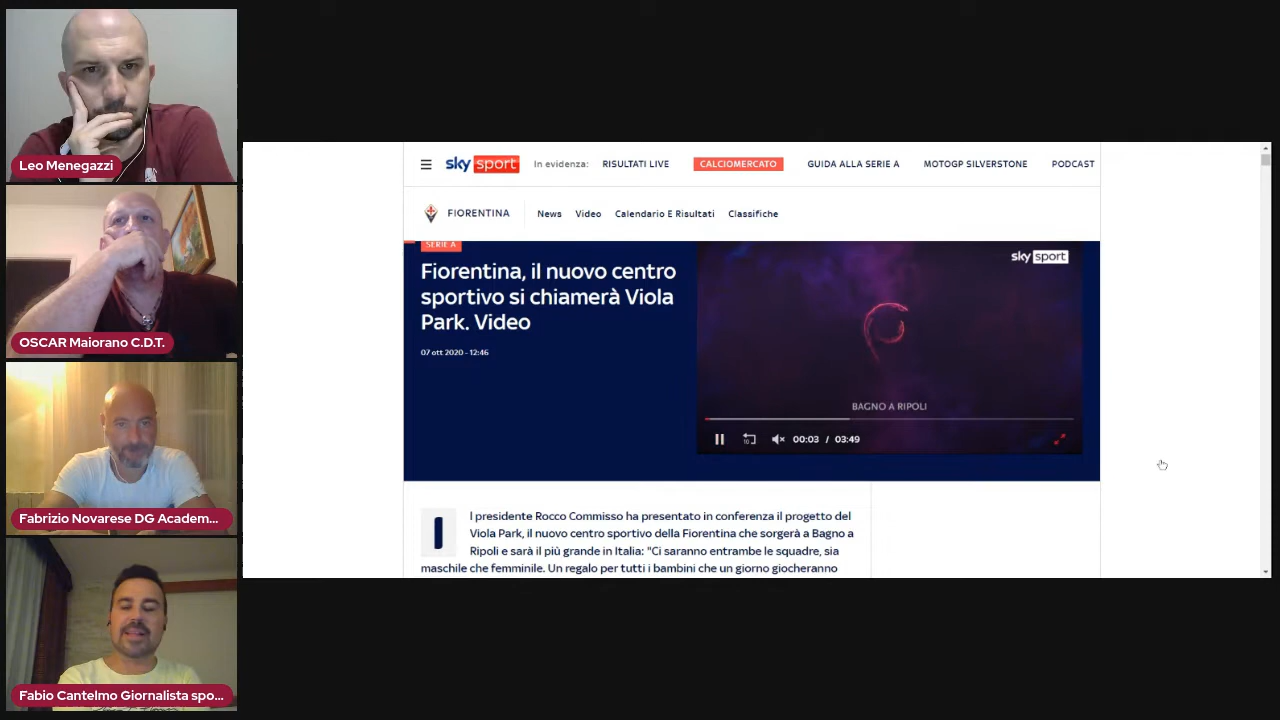 Leo Menegazzi
OSCAR Maiorano C.D.T.
Fabrizio Novarese DG Academ...
Fabio Cantelmo Giornalista spo...
sky sport
In evidenza:
RISULTATI LIVE
CALCIOMERCATO
GUIDA ALLA SERIE A
MOTOGP SILVERSTONE
PODCAST
FIORENTINA
News
Video
Calendario E Risultati
Classifiche
SERIE A
Fiorentina, il nuovo centro
sportivo si chiamerà Viola
Park. Video
07 ott 2020 - 12:46
sky sport
BAGNO A RIPOLI
10
00:03 / 03:49
Il presidente Rocco Commisso ha presentato in conferenza il progetto del
Viola Park, il nuovo centro sportivo della Fiorentina che sorgerà a Bagno a
Ripoli e sarà il più grande in Italia: "Ci saranno entrambe le squadre, sia
maschile che femminile. Un regalo per tutti i bambini che un giorno giocheranno